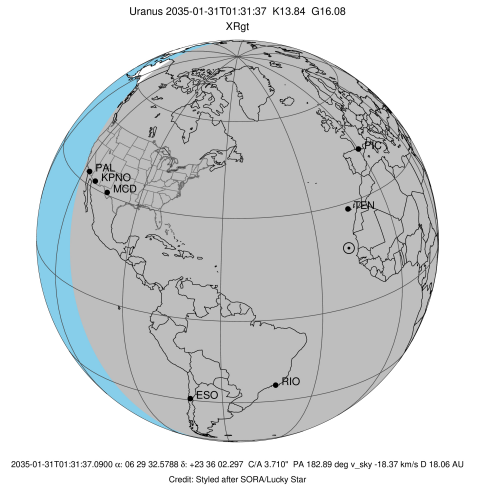 Uranus 2035-01-31T01:31:37  K13.84  G16.08
XRgt
PIC
PAL
KPNO
MCD
TEN
RIO
ESO
2035-01-31T01:31:37.0900 α: 06 29 32.5788 δ: +23 36 02.297  C/A 3.710"  PA 182.89 deg v_sky -18.37 km/s D 18.06 AU
Credit: Styled after SORA/Lucky Star